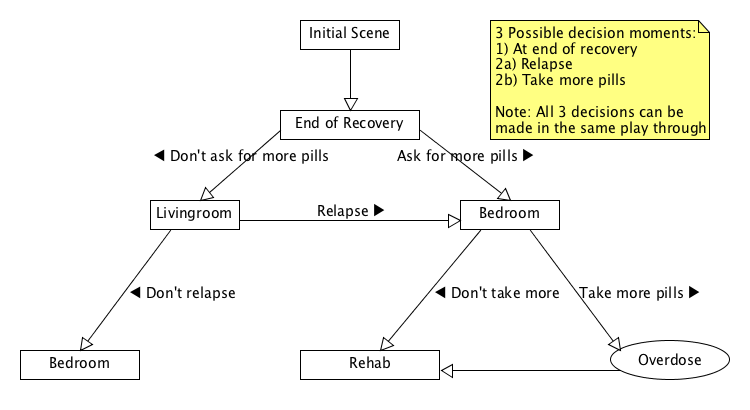 Initial Scene
3 Possible decision moments:
1) At end of recovery
2a) Relapse
2b) Take more pills
Note: All 3 decisions can be
made in the same play through
End of Recovery
◀ Don't ask for more pills
Ask for more pills ▶
Livingroom
Relapse ▶
Bedroom
◀ Don't relapse
◀ Don't take more
Take more pills ▶
Bedroom
Rehab
Overdose